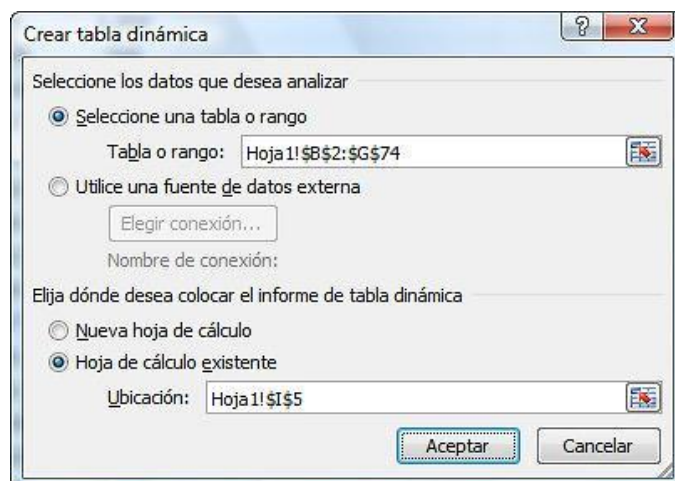 Crear tabla dinámica
Seleccione los datos que desea analizar
Seleccione una tabla o rango
Tabla o rango: Hoja1!$B$2:$G$74
Utilice una fuente de datos externa
Elegir conexión...
Nombre de conexión:
Elija dónde desea colocar el informe de tabla dinámica
Nueva hoja de cálculo
Hoja de cálculo existente
Ubicación: Hoja1!$I$5
Aceptar Cancelar